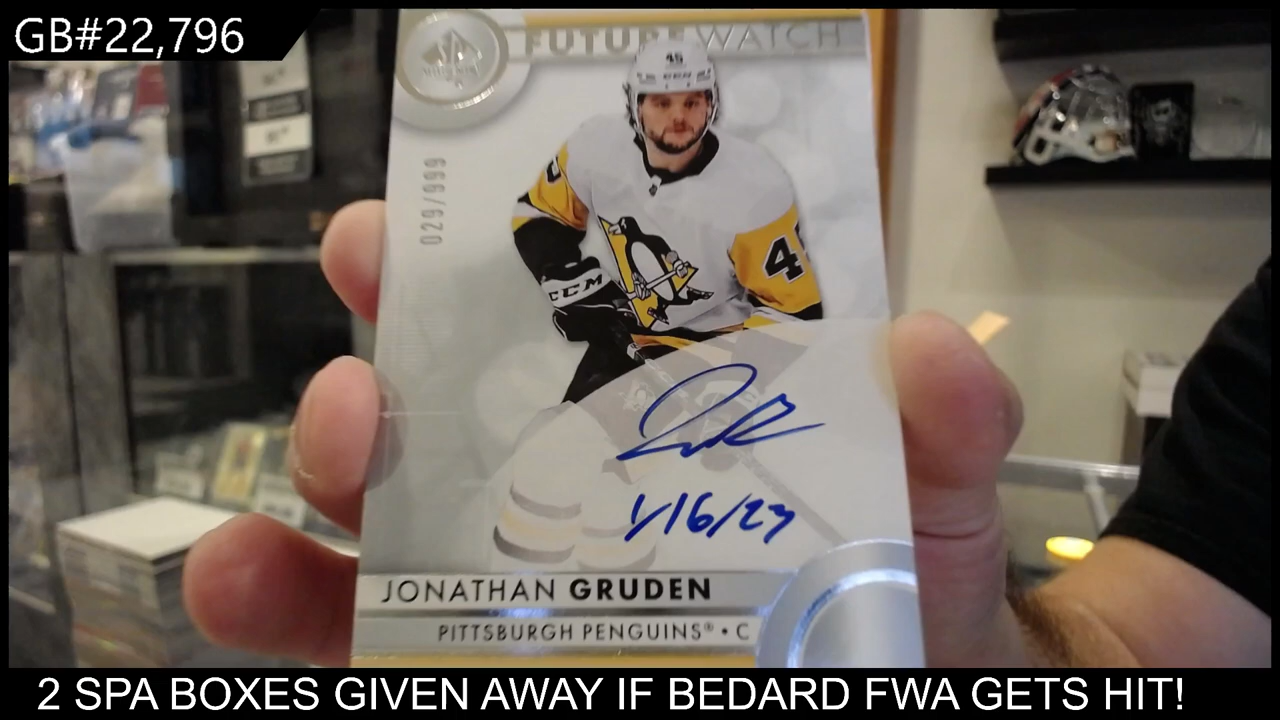 GB#22,796
FUTURE WATCH
45
029/999
CCM
1/16/23
JONATHAN GRUDEN
PITTSBURGH PENGUINS® • C
2 SPA BOXES GIVEN AWAY IF BEDARD FWA GETS HIT!